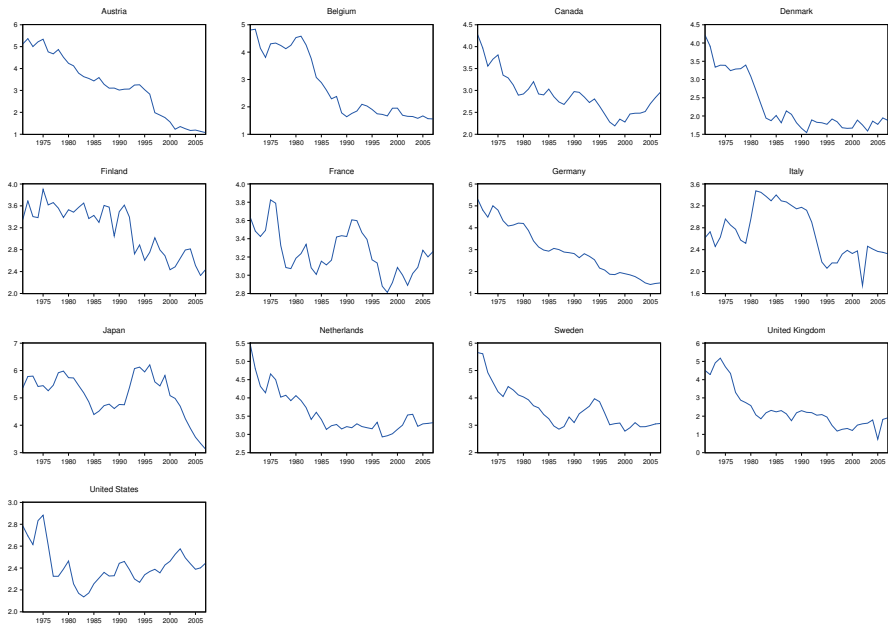 Austria Belgium Canada Denmark
6 5 4.5 4.5
5 4.0 4.0
4 4 3.5 3.5
3 3 3.0 3.0
2 2 2.5 2.5
2.0
1 1 2.0 1.5
1975 1980 1985 1990 1995 2000 2005 1975 1980 1985 1990 1995 2000 2005 1975 1980 1985 1990 1995 2000 2005 1975 1980 1985 1990 1995 2000 2005
Finland France Germany Italy
4.0 4.0 6 3.6
3.6 3.8 5 3.2
3.2 3.6 4 2.8
2.8 3.4 3 2.4
2.4 3.2 2 2.0
3.0
2.0 2.8 1 1.6
1975 1980 1985 1990 1995 2000 2005 1975 1980 1985 1990 1995 2000 2005 1975 1980 1985 1990 1995 2000 2005 1975 1980 1985 1990 1995 2000 2005
Japan Netherlands Sweden United Kingdom
7 5.5 6 6
6 5.0 5 5
5 4.5 4 4
4 4.0 3 3
3.5 2
3.0 1
3 2.5 2 0
1975 1980 1985 1990 1995 2000 2005 1975 1980 1985 1990 1995 2000 2005 1975 1980 1985 1990 1995 2000 2005 1975 1980 1985 1990 1995 2000 2005
United States
3.0
2.8
2.6
2.4
2.2
2.0
1975 1980 1985 1990 1995 2000 2005